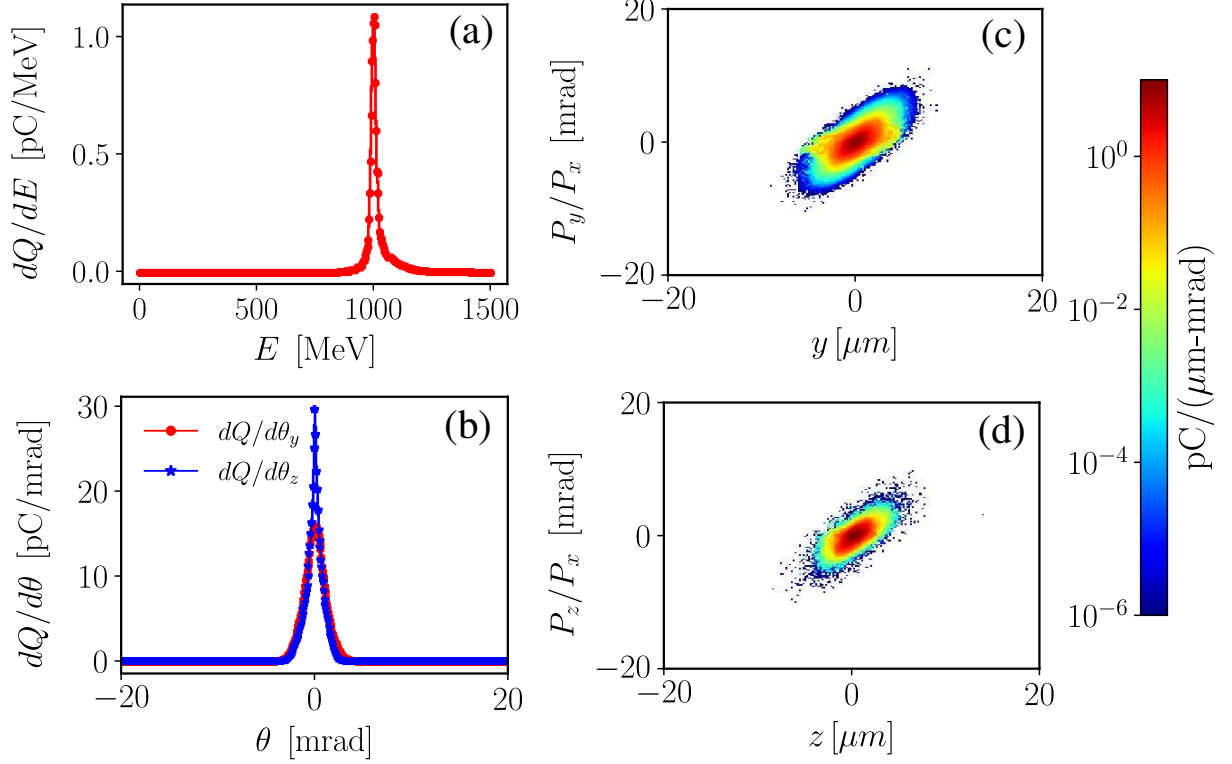 (a)
dQ/dE [pC/MeV]
1.0
0.5
0.0
0 500 1000 1500
E [MeV]
(c)
P_y/P_x [mrad]
20
0
−20
−20 0 20
y [μm]
(b)
dQ/dθ [pC/mrad]
30
20
10
0
dQ/dθ_y
dQ/dθ_z
−20 0 20
θ [mrad]
(d)
P_z/P_x [mrad]
20
0
−20
−20 0 20
z [μm]
10^0
10^−2
10^−4
10^−6
pC/(μm-mrad)